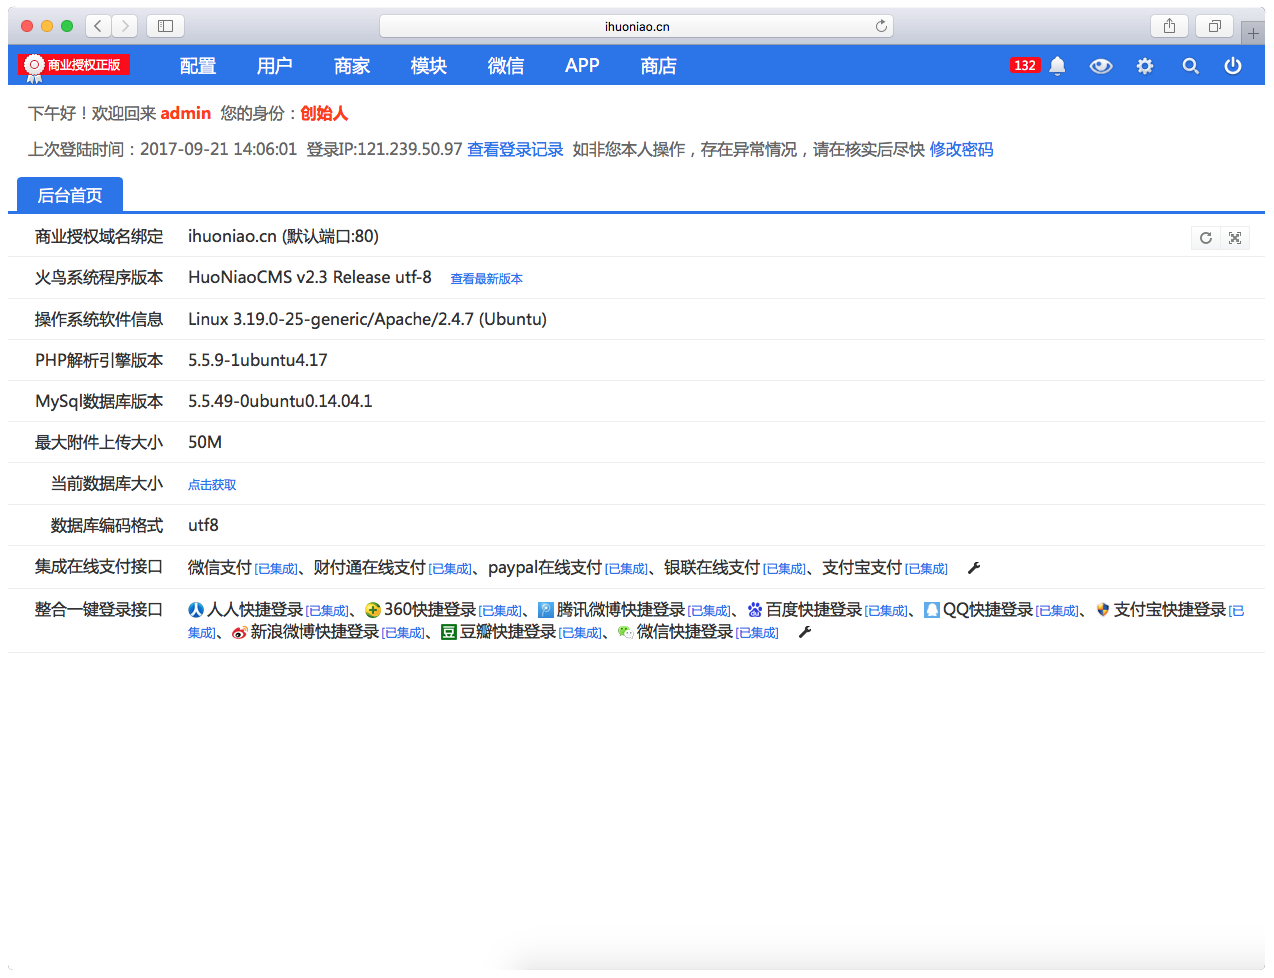 ihuoniao.cn
商业授权正版 配置 用户 商家 模块 微信 APP 商店 132
下午好！欢迎回来 admin 您的身份：创始人
上次登陆时间：2017-09-21 14:06:01 登录IP:121.239.50.97 查看登录记录 如非您本人操作，存在异常情况，请在核实后尽快 修改密码
后台首页
商业授权域名绑定 ihuoniao.cn (默认端口:80)
火鸟系统程序版本 HuoNiaoCMS v2.3 Release utf-8 查看最新版本
操作系统软件信息 Linux 3.19.0-25-generic/Apache/2.4.7 (Ubuntu)
PHP解析引擎版本 5.5.9-1ubuntu4.17
MySql数据库版本 5.5.49-0ubuntu0.14.04.1
最大附件上传大小 50M
当前数据库大小 点击获取
数据库编码格式 utf8
集成在线支付接口 微信支付[已集成]、财付通在线支付[已集成]、paypal在线支付[已集成]、银联在线支付[已集成]、支付宝支付[已集成]
整合一键登录接口 人人快捷登录[已集成]、360快捷登录[已集成]、腾讯微博快捷登录[已集成]、百度快捷登录[已集成]、QQ快捷登录[已集成]、支付宝快捷登录[已
集成]、新浪微博快捷登录[已集成]、豆瓣快捷登录[已集成]、微信快捷登录[已集成]